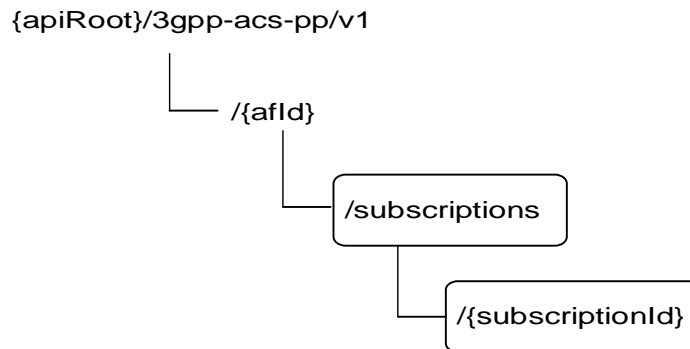 {apiRoot}/3gpp-acs-pp/v1
/{afId}
/subscriptions
/{subscriptionId}